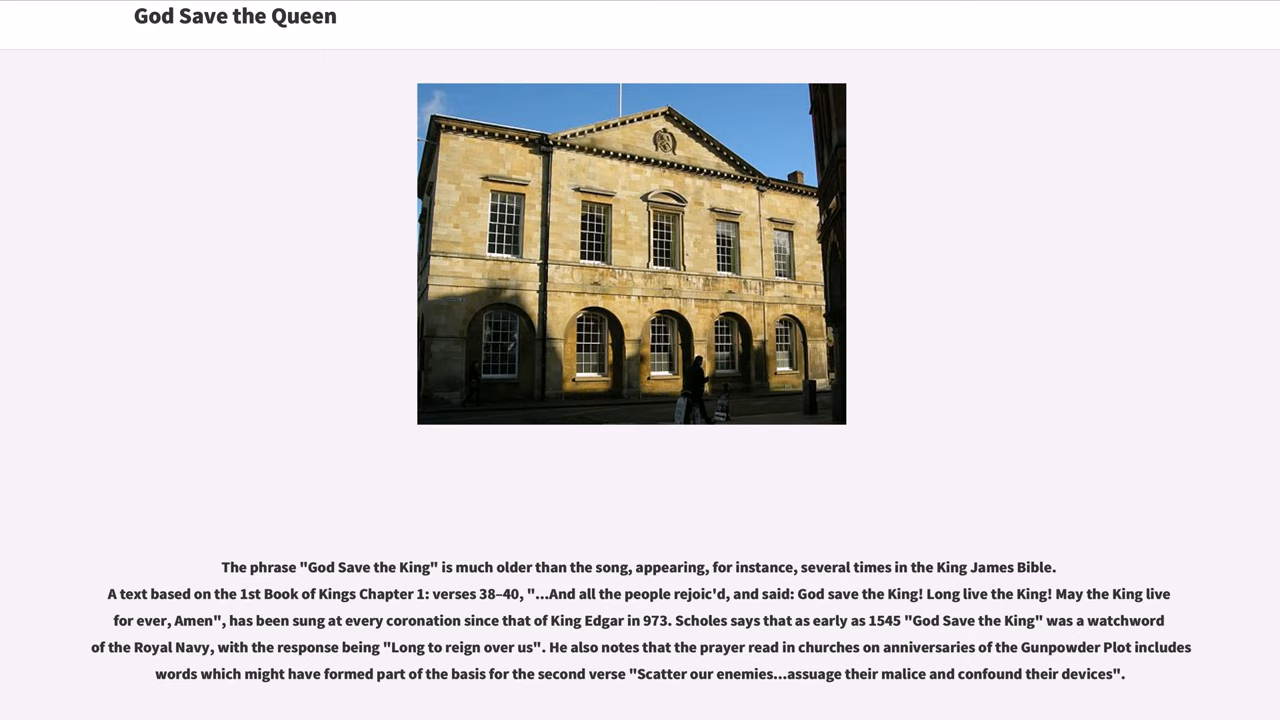 God Save the Queen
The phrase "God Save the King" is much older than the song, appearing, for instance, several times in the King James Bible.
A text based on the 1st Book of Kings Chapter 1: verses 38–40, "...And all the people rejoic'd, and said: God save the King! Long live the King! May the King live
for ever, Amen", has been sung at every coronation since that of King Edgar in 973. Scholes says that as early as 1545 "God Save the King" was a watchword
of the Royal Navy, with the response being "Long to reign over us". He also notes that the prayer read in churches on anniversaries of the Gunpowder Plot includes
words which might have formed part of the basis for the second verse "Scatter our enemies...assuage their malice and confound their devices".